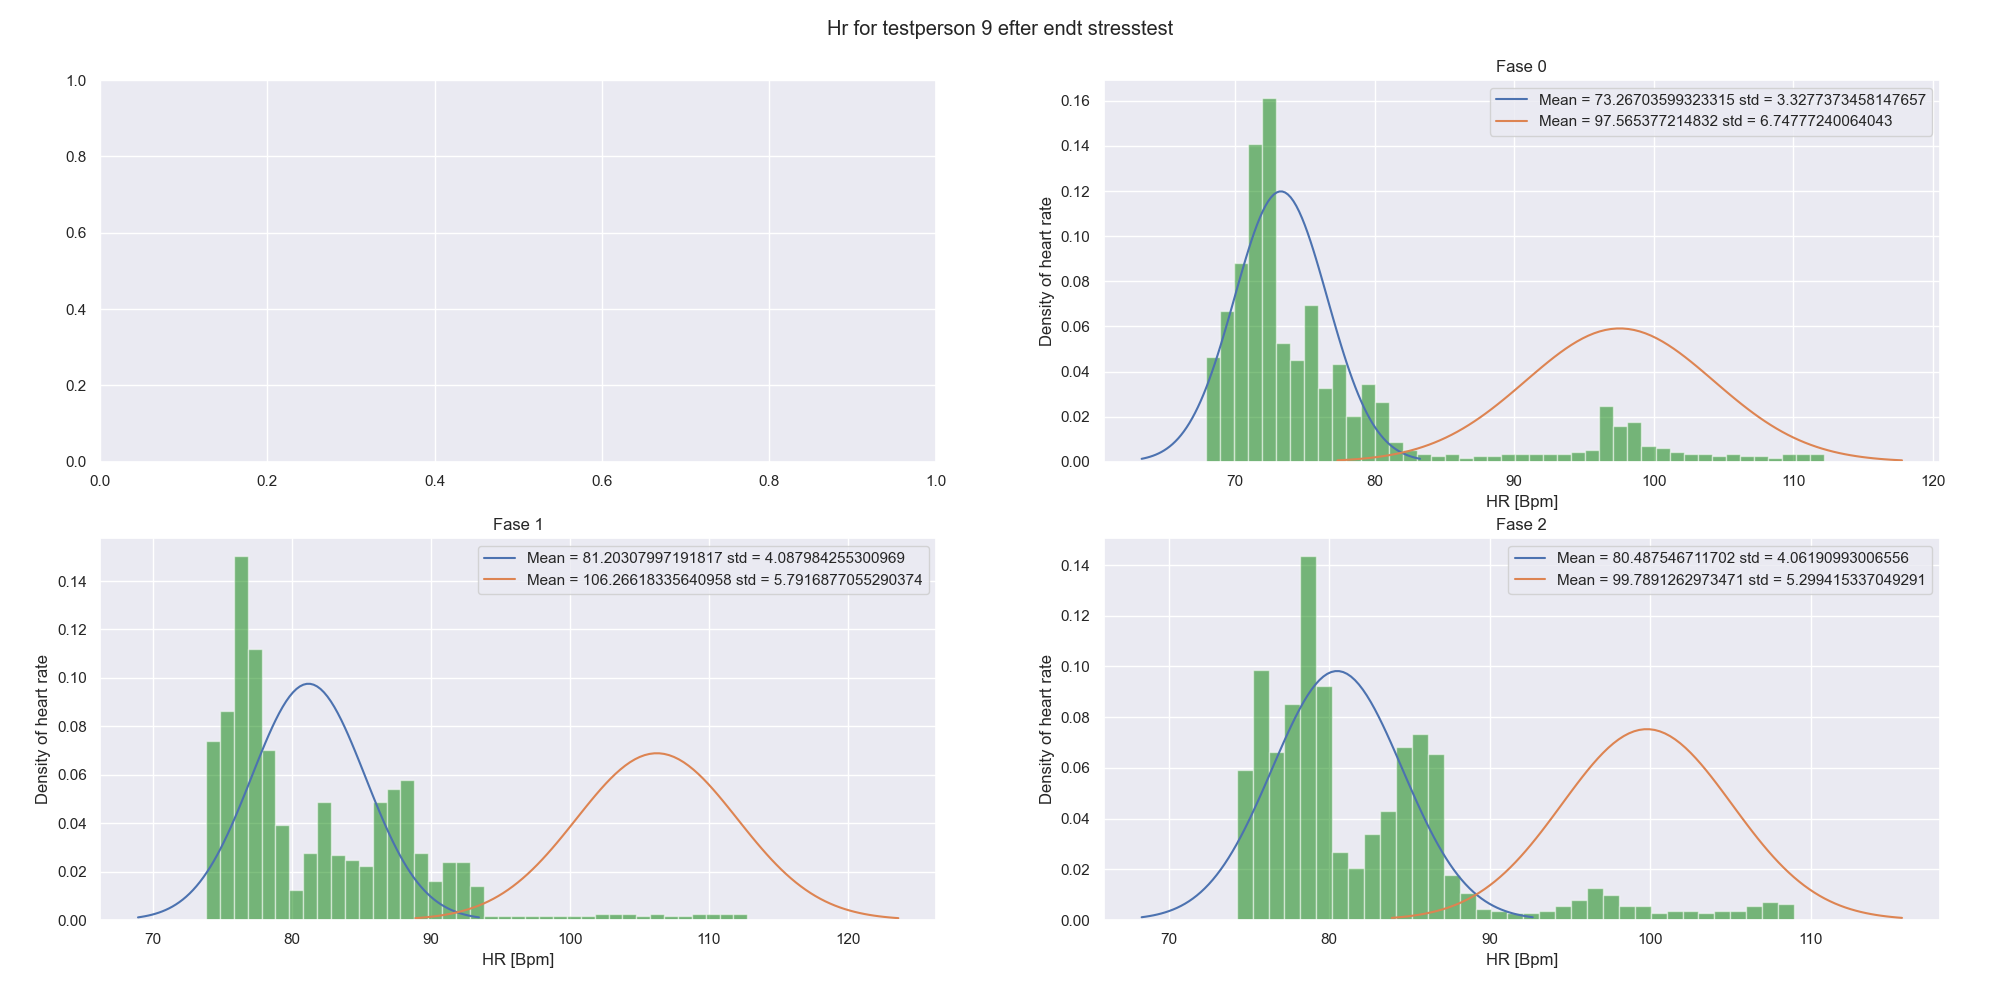 Hr for testperson 9 efter endt stresstest
1.0
0.8
0.6
0.4
0.2
0.0
0.0 0.2 0.4 0.6 0.8 1.0
Fase 0
Mean = 73.26703599323315 std = 3.3277373458147657
Mean = 97.565377214832 std = 6.74777240064043
Density of heart rate
0.16
0.14
0.12
0.10
0.08
0.06
0.04
0.02
0.00
70 80 90 100 110 120
HR [Bpm]
Fase 1
Mean = 81.20307997191817 std = 4.087984255300969
Mean = 106.26618335640958 std = 5.7916877055290374
Density of heart rate
0.14
0.12
0.10
0.08
0.06
0.04
0.02
0.00
70 80 90 100 110 120
HR [Bpm]
Fase 2
Mean = 80.487546711702 std = 4.06190993006556
Mean = 99.7891262973471 std = 5.299415337049291
Density of heart rate
0.14
0.12
0.10
0.08
0.06
0.04
0.02
0.00
70 80 90 100 110
HR [Bpm]